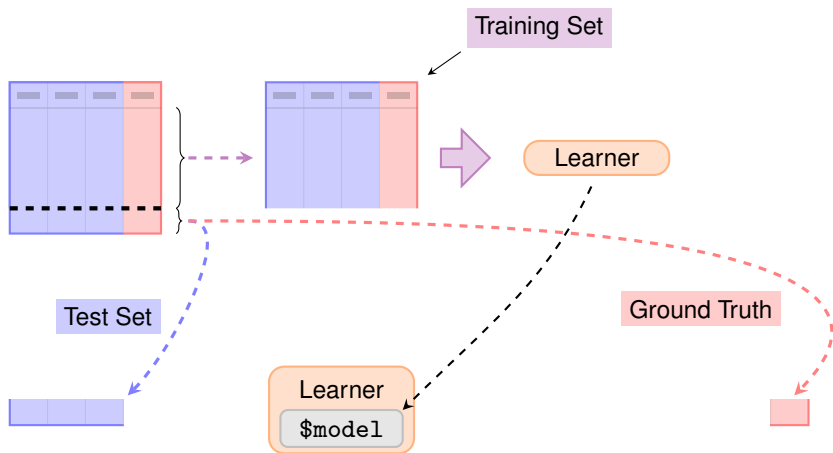 Training Set
Learner
Test Set
Ground Truth
Learner
$model